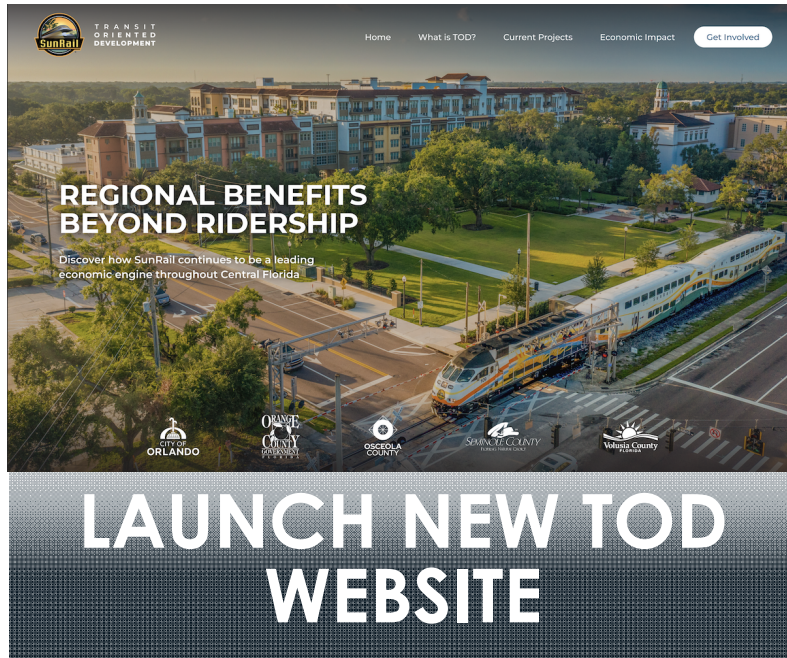 SunRail
TRANSIT
ORIENTED
DEVELOPMENT
Home
What is TOD?
Current Projects
Economic Impact
Get Involved
REGIONAL BENEFITS
BEYOND RIDERSHIP
Discover how SunRail continues to be a leading
economic engine throughout Central Florida
CITY OF
ORLANDO
ORANGE
COUNTY
GOVERNMENT
FLORIDA
OSCEOLA
COUNTY
SEMINOLE COUNTY
Volusia County
FLORIDA
LAUNCH NEW TOD
WEBSITE